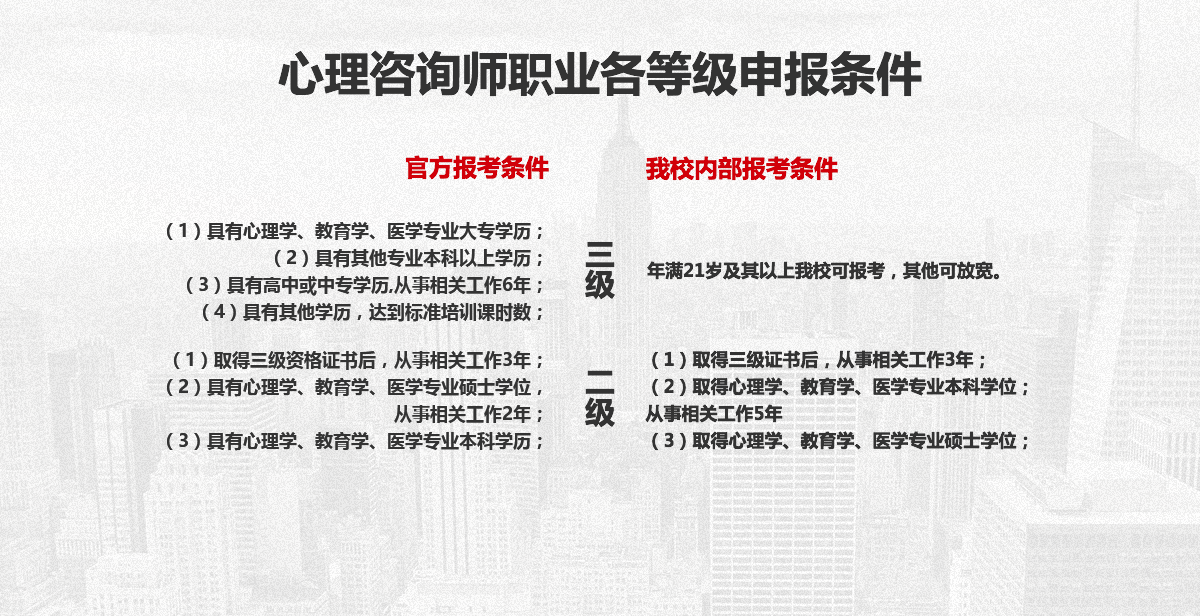 心理咨询师职业各等级申报条件
官方报考条件
我校内部报考条件
（1）具有心理学、教育学、医学专业大专学历；
（2）具有其他专业本科以上学历；
（3）具有高中或中专学历.从事相关工作6年；
（4）具有其他学历，达到标准培训课时数；
三级
年满21岁及其以上我校可报考，其他可放宽。
（1）取得三级资格证书后，从事相关工作3年；
（2）具有心理学、教育学、医学专业硕士学位，
从事相关工作2年；
（3）具有心理学、教育学、医学专业本科学历；
二级
（1）取得三级证书后，从事相关工作3年；
（2）取得心理学、教育学、医学专业本科学位；
从事相关工作5年
（3）取得心理学、教育学、医学专业硕士学位；